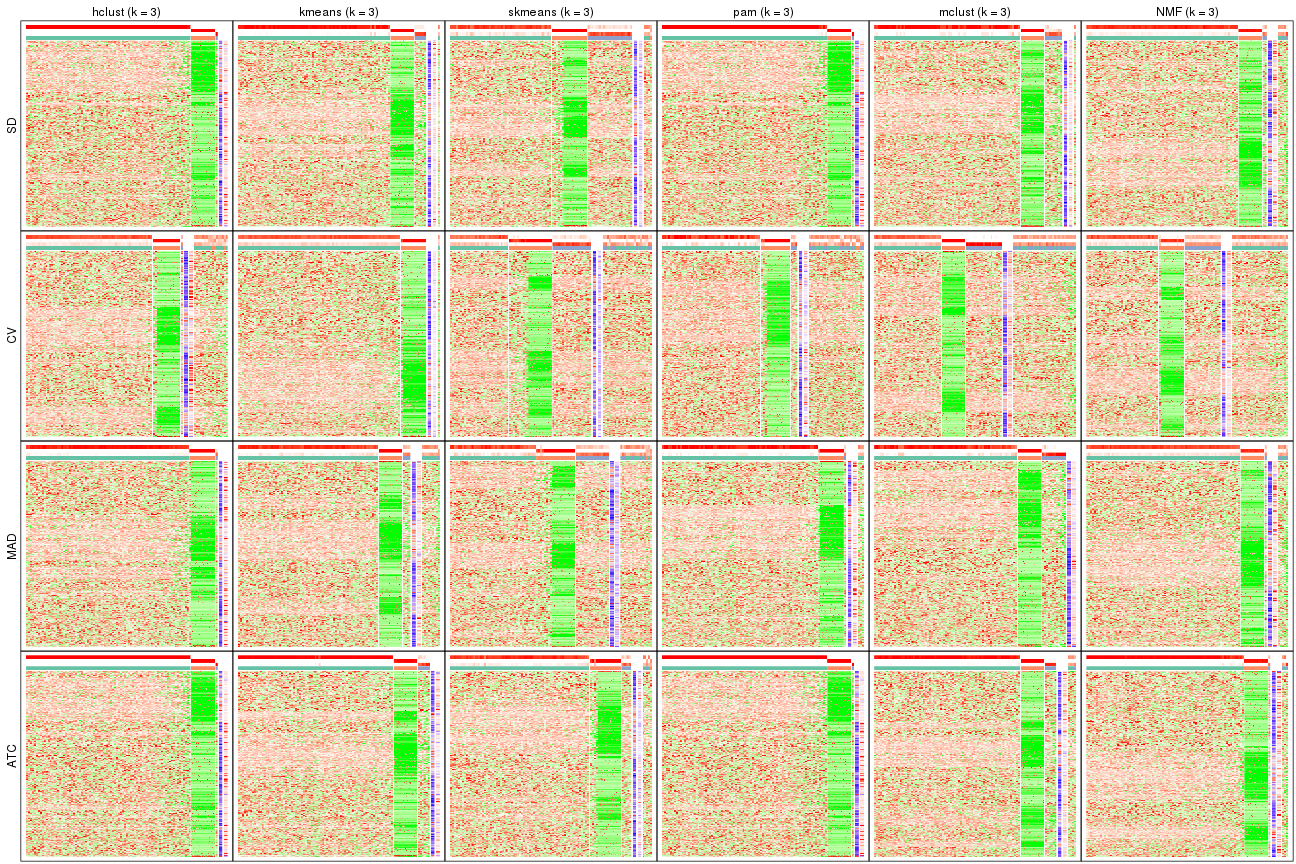 hclust (k = 3) kmeans (k = 3) skmeans (k = 3) pam (k = 3) mclust (k = 3) NMF (k = 3)
SD
CV
MAD
ATC